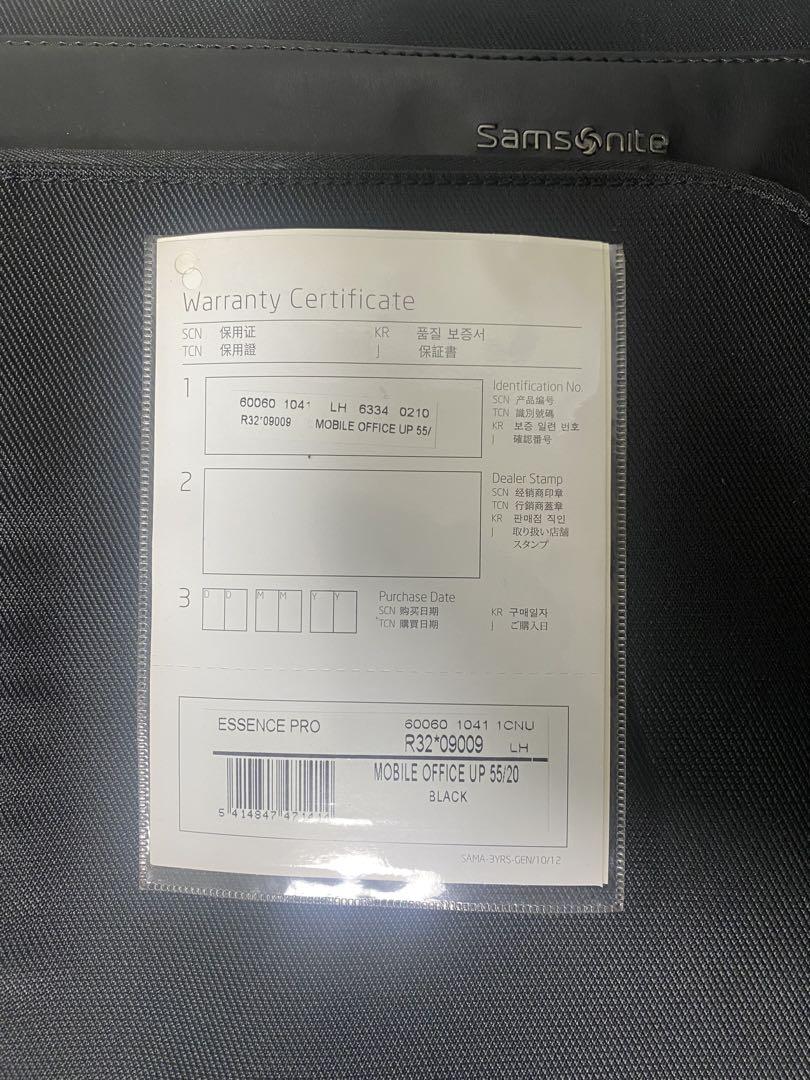 Samsonite
Warranty Certificate
SCN 保用证 KR 품질 보증서
TCN 保用證 J 保証書
1
60060 1041 LH 6334 0210
R32*09009 MOBILE OFFICE UP 55/
Identification No.
SCN 产品编号
TCN 識別號碼
KR 보증 일련 번호
J 確認番号
2
Dealer Stamp
SCN 经销商印章
TCN 行銷商蓋章
KR 판매점 직인
J 取り扱い店舗
スタンプ
3
D D M M Y Y
Purchase Date
SCN 购买日期 KR 구매일자
TCN 購買日期 J ご購入日
ESSENCE PRO 60060 1041 1CNU
R32*09009 LH
MOBILE OFFICE UP 55/20
BLACK
5 414847
SAMA-3YRS-GEN/10/12